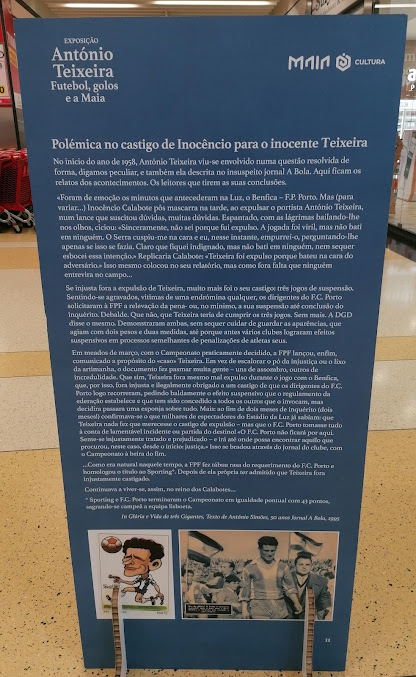 EXPOSIÇÃO
António
Teixeira
Futebol, golos
e a Maia
MAIA CULTURA
Polémica no castigo de Inocêncio para o inocente Teixeira
No início do ano de 1958, António Teixeira viu-se envolvido numa questão resolvida de
forma, digamos peculiar, e também ela descrita no insuspeito jornal A Bola. Aqui ficam os
relatos dos acontecimentos. Os leitores que tirem as suas conclusões.
«Foram de emoção os minutos que antecederam na Luz, o Benfica – F.P. Porto. Mas (para
variar...) Inocêncio Calabote pôs mascarra na tarde, ao expulsar o portista António Teixeira,
num lance que suscitou dúvidas, muitas dúvidas. Espantado, com as lágrimas bailando-lhe
nos olhos, ciciou «Sinceramente, não sei porque fui expulso. A jogada foi viril, mas não bati
em ninguém. O Serra cuspiu-me na cara e eu, nesse instante, empurrei-o, perguntando-lhe
apenas se isso se fazia. Claro que fiquei indignado, mas não bati em ninguém, nem sequer
esbocei essa intenção.» Replicaria Calabote: «Teixeira foi expulso porque bateu na cara do
adversário.» Isso mesmo colocou no seu relatório, mas como fora falta que ninguém
entrevira no campo...
Se injusta fora a expulsão de Teixeira, muito mais foi o seu castigo: três jogos de suspensão.
Sentindo-se agravados, vítimas de uma endrómina qualquer, os dirigentes do F.C. Porto
solicitaram à FPF a relevação da pena- ou, no mínimo, a sua suspensão até conclusão do
inquérito. Debalde. Que não, que Teixeira teria de cumprir os três jogos. Sem mais. A DGD
disse o mesmo. Demonstraram ambas, sem sequer cuidar de guardar as aparências, que
agiam com dois pesos e duas medidas, até porque antes vários clubes lograram efeitos
suspensivos em processos semelhantes de penalizações de atletas seus.
Em meados de março, com o Campeonato praticamente decidido, a FPF lançou, enfim,
comunicado a propósito do «caso» Teixeira. Em vez de escalorar o pó da injustiça ou o lixo
da artimanha, o documento fez pasmar muita gente – uns de assombro, outros de
incredulidade. Que sim, Teixeira fora mesmo mal expulso durante o jogo com o Benfica,
que, por isso, fora injusta e ilegalmente obrigado a um castigo de que os dirigentes do F.C.
Porto logo recorreram, pedindo baldamente o efeito suspensivo que o regulamento da
federação estabelece e que tem sido concedido a todos os outros que o invocam, mas
decidira passara uma esponja sobre tudo. Mais: ao fim de dois meses de inquérito (dois
meses!) confirmava-se o que milhares de espectadores do Estádio da Luz já sabiam: que
Teixeira nada fez que merecesse o castigo de expulsão – mas que o F.C. Porto tomasse tudo
à conta de lamentável incidente ou partida do destino! «O F.C. Porto não ficará por aqui.
Sente-se injustamente tratado e prejudicado – e irá até onde possa encontrar aquilo que
procurou, neste caso, desde o início: justiça.» Isso se bradou através do jornal do clube, com
o Campeonato à beira do fim.
...Como era natural naquele tempo, a FPF fez tábua rasa do requerimento do F.C. Porto e
homologou o título ao Sporting*. Depois de ela própria ter admitido que Teixeira fora
injustamente castigado.
Continuava a viver-se, assim, no reino dos Calabotes...
* Sporting e F.C. Porto terminaram o Campeonato em igualdade pontual com 43 pontos,
sagrando-se campeã a equipa lisboeta.
In Glória e Vida de três Gigantes, Texto de António Simões, 50 anos Jornal A Bola, 1995
11